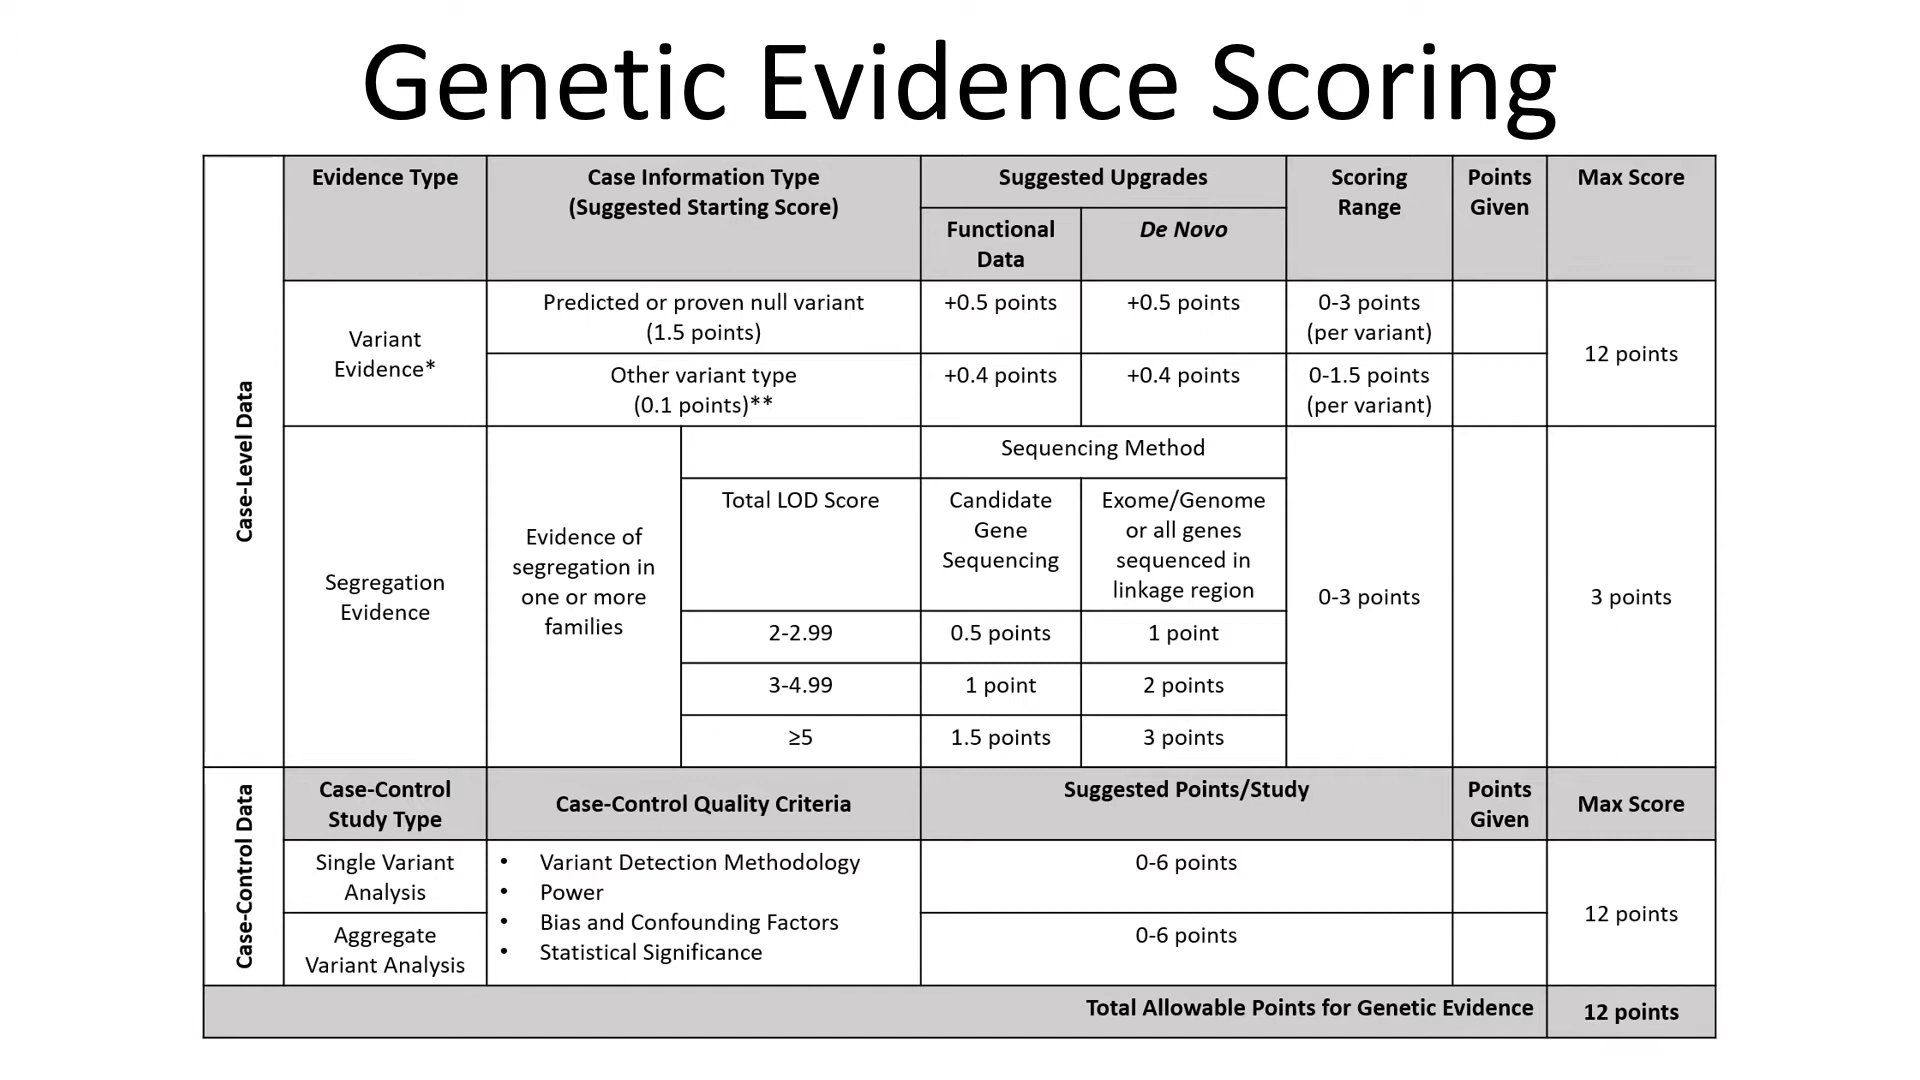 Genetic Evidence Scoring
Case-Level Data
Evidence Type
Case Information Type
(Suggested Starting Score)
Suggested Upgrades
Functional
Data
De Novo
Scoring
Range
Points
Given
Max Score
Variant
Evidence*
Predicted or proven null variant
(1.5 points)
+0.5 points
+0.5 points
0-3 points
(per variant)
12 points
Other variant type
(0.1 points)**
+0.4 points
+0.4 points
0-1.5 points
(per variant)
Segregation
Evidence
Evidence of
segregation in
one or more
families
Sequencing Method
Total LOD Score
Candidate
Gene
Sequencing
Exome/Genome
or all genes
sequenced in
linkage region
0-3 points
3 points
2-2.99
0.5 points
1 point
3-4.99
1 point
2 points
≥5
1.5 points
3 points
Case-Control Data
Case-Control
Study Type
Case-Control Quality Criteria
Suggested Points/Study
Points
Given
Max Score
Single Variant
Analysis
• Variant Detection Methodology
• Power
• Bias and Confounding Factors
• Statistical Significance
0-6 points
12 points
Aggregate
Variant Analysis
0-6 points
Total Allowable Points for Genetic Evidence
12 points